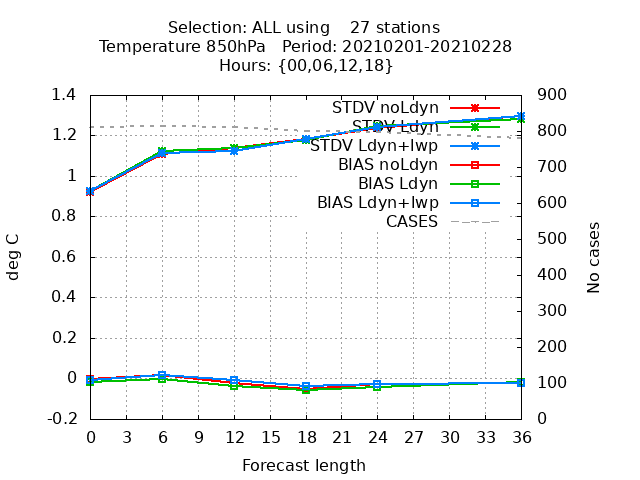 Selection: ALL using 27 stations
Temperature 850hPa Period: 20210201-20210228
Hours: {00,06,12,18}
1.4
1.2
1
0.8
0.6
0.4
0.2
0
-0.2
deg C
STDV noLdyn
STDV Ldyn
STDV Ldyn+lwp
BIAS noLdyn
BIAS Ldyn
BIAS Ldyn+lwp
CASES
900
800
700
600
500
400
300
200
100
0
No cases
0 3 6 9 12 15 18 21 24 27 30 33 36
Forecast length